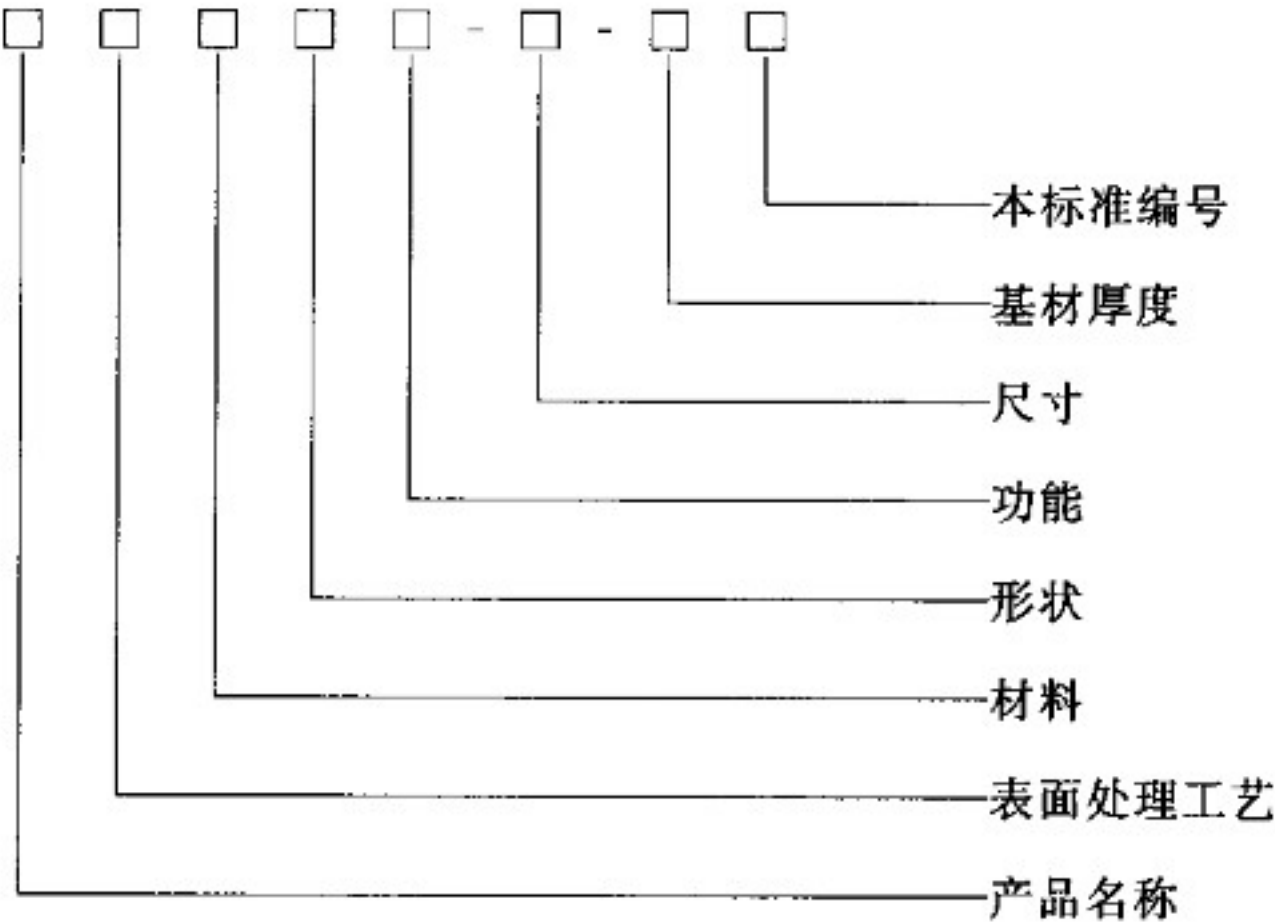 □ □ □ □ □ - □ - □ □
本标准编号
基材厚度
尺寸
功能
形状
材料
表面处理工艺
产品名称